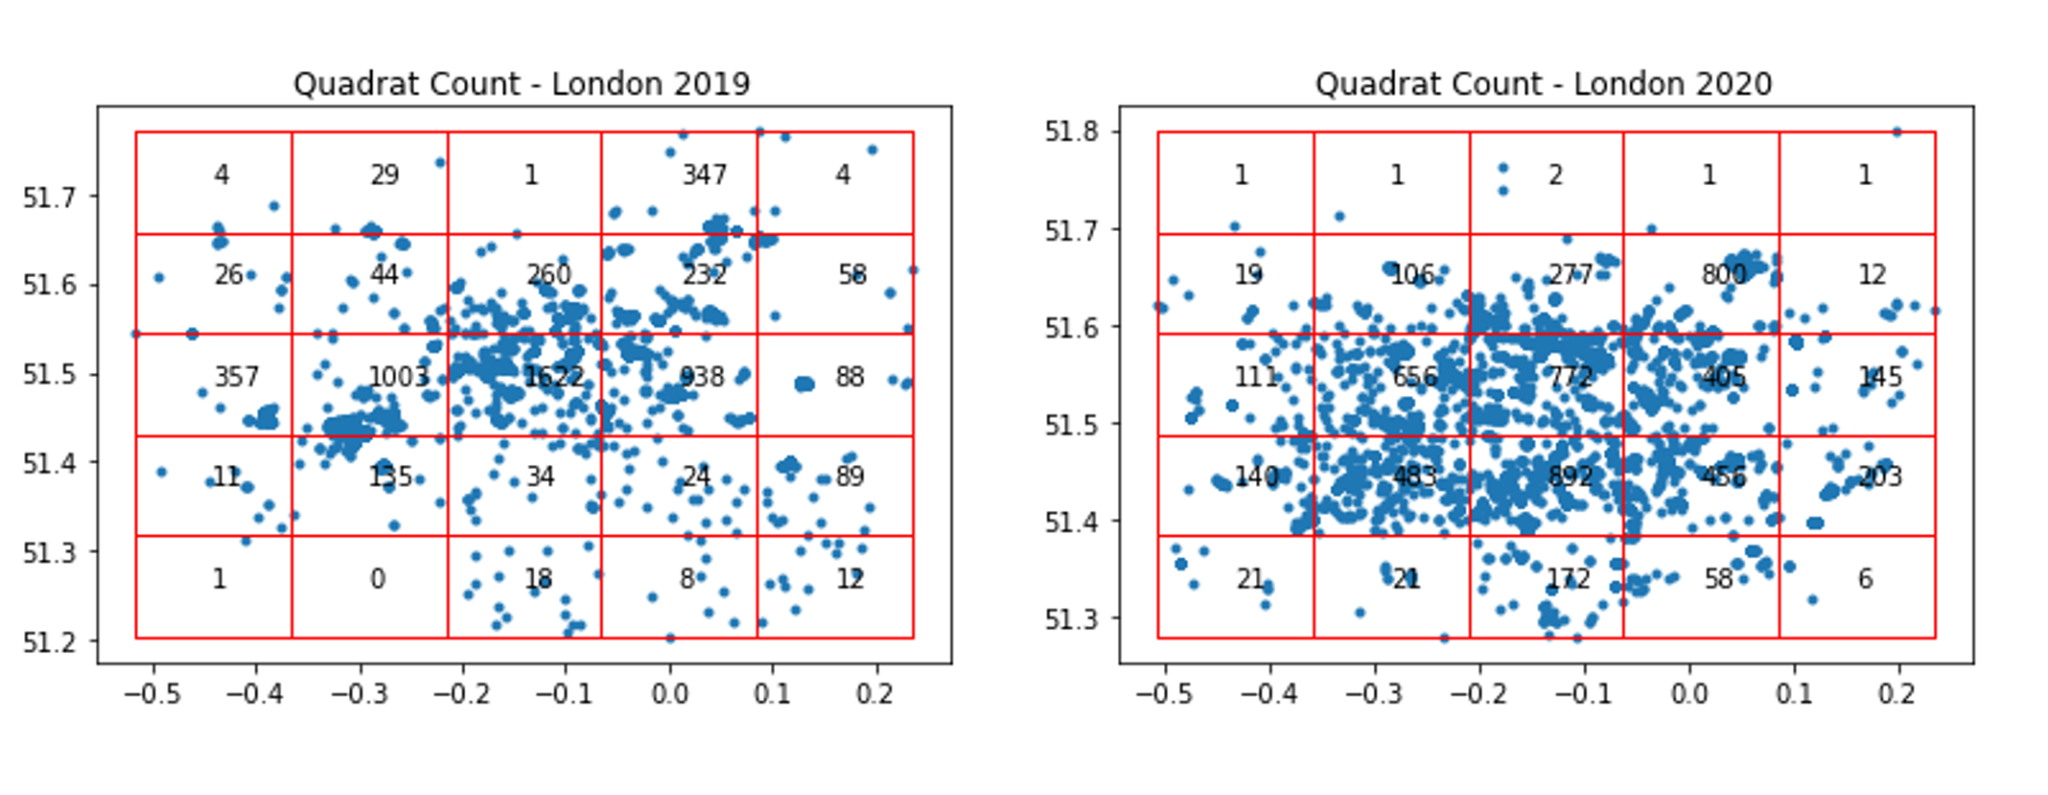 Quadrat Count - London 2019
51.7
51.6
51.5
51.4
51.3
51.2
4 29 1 347 4
26 44 260 232 58
357 1003 1622 938 88
11 135 34 24 89
1 0 18 8 12
−0.5 −0.4 −0.3 −0.2 −0.1 0.0 0.1 0.2
Quadrat Count - London 2020
51.8
51.7
51.6
51.5
51.4
51.3
1 1 2 1 1
19 106 277 800 12
111 656 772 405 145
140 483 892 456 203
21 21 172 58 6
−0.5 −0.4 −0.3 −0.2 −0.1 0.0 0.1 0.2